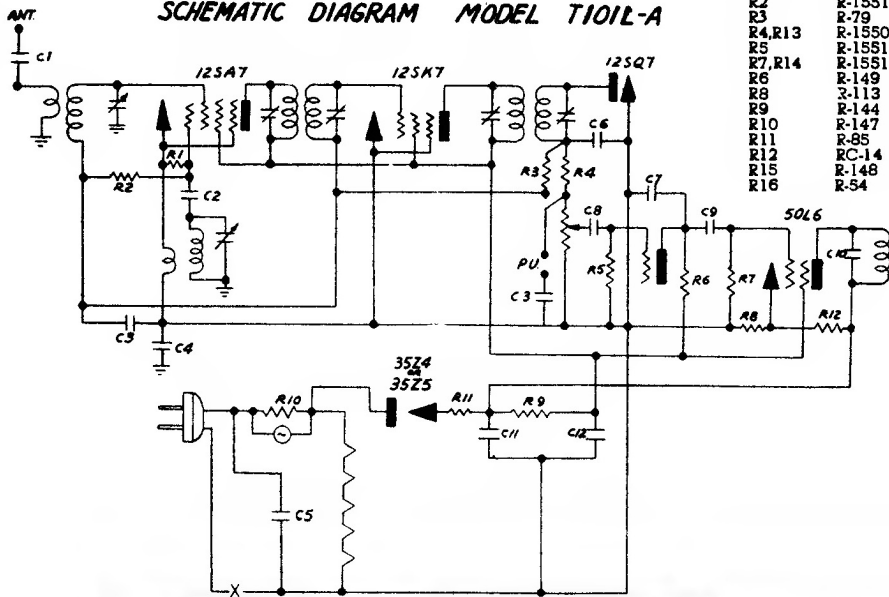 SCHEMATIC DIAGRAM MODEL T101L-A
R3 R-79
R4,R13 R-1550
R5 R-1551
R7,R14 R-1551
R6 R-149
R8 R-113
R9 R-144
R10 R-147
R11 R-85
R12 RC-14
R15 R-148
R16 R-54
ANT.
C1
12SA7
12SK7
12SQ7
C6
R1
R2
R3
R4
C2
C7
C8
C9
50L6
C10
P.U.
R5
R6
R7
C3
R8
R12
C3
C4
35Z4
OR
35Z5
R10
R11
R9
C11
C12
C5
X